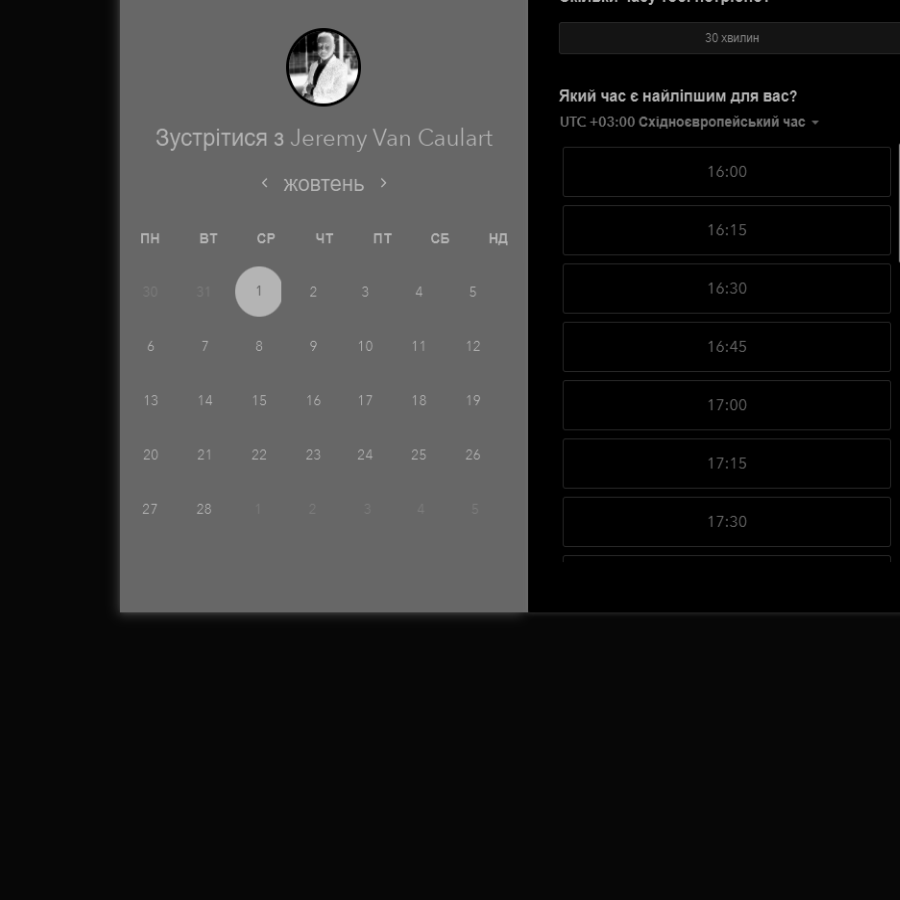 Зустрітися з Jeremy Van Caulart
‹ жовтень ›
ПН ВТ СР ЧТ ПТ СБ НД
30 31 1 2 3 4 5
6 7 8 9 10 11 12
13 14 15 16 17 18 19
20 21 22 23 24 25 26
27 28 1 2 3 4 5
30 хвилин
Який час є найліпшим для вас?
UTC +03:00 Східноєвропейський час
16:00
16:15
16:30
16:45
17:00
17:15
17:30